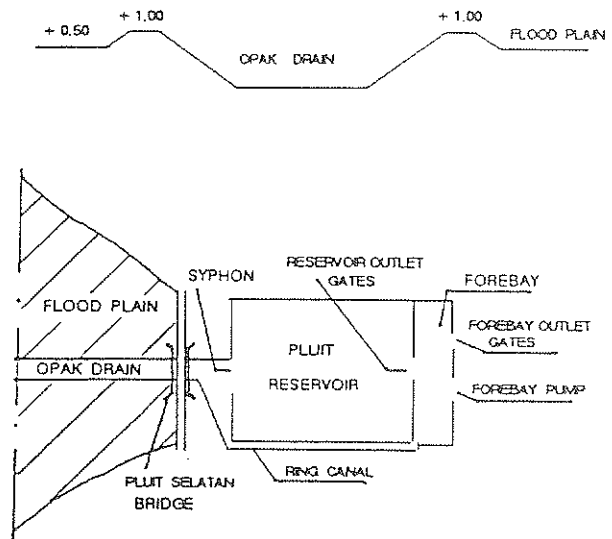 + 1.00
+ 1.00
+ 0.50
FLOOD PLAIN
OPAK DRAIN
SYPHON
RESERVOIR OUTLET
GATES
FOREBAY
FLOOD PLAIN
FOREBAY OUTLET
GATES
PLUIT
RESERVOIR
OPAK DRAIN
FOREBAY PUMP
PLUIT SELATAN
BRIDGE
RING CANAL